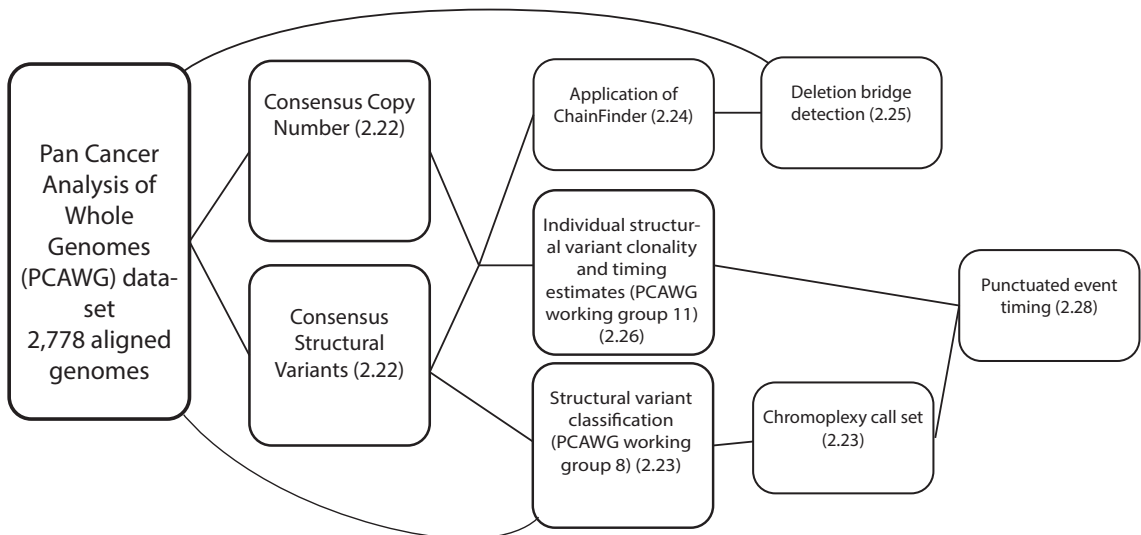 Pan Cancer
Analysis of
Whole
Genomes
(PCAWG) data-
set
2,778 aligned
genomes
Consensus Copy
Number (2.22)
Consensus
Structural
Variants (2.22)
Application of
ChainFinder (2.24)
Deletion bridge
detection (2.25)
Individual structur-
al variant clonality
and timing
estimates (PCAWG
working group 11)
(2.26)
Structural variant
classification
(PCAWG working
group 8) (2.23)
Chromoplexy call set
(2.23)
Punctuated event
timing (2.28)